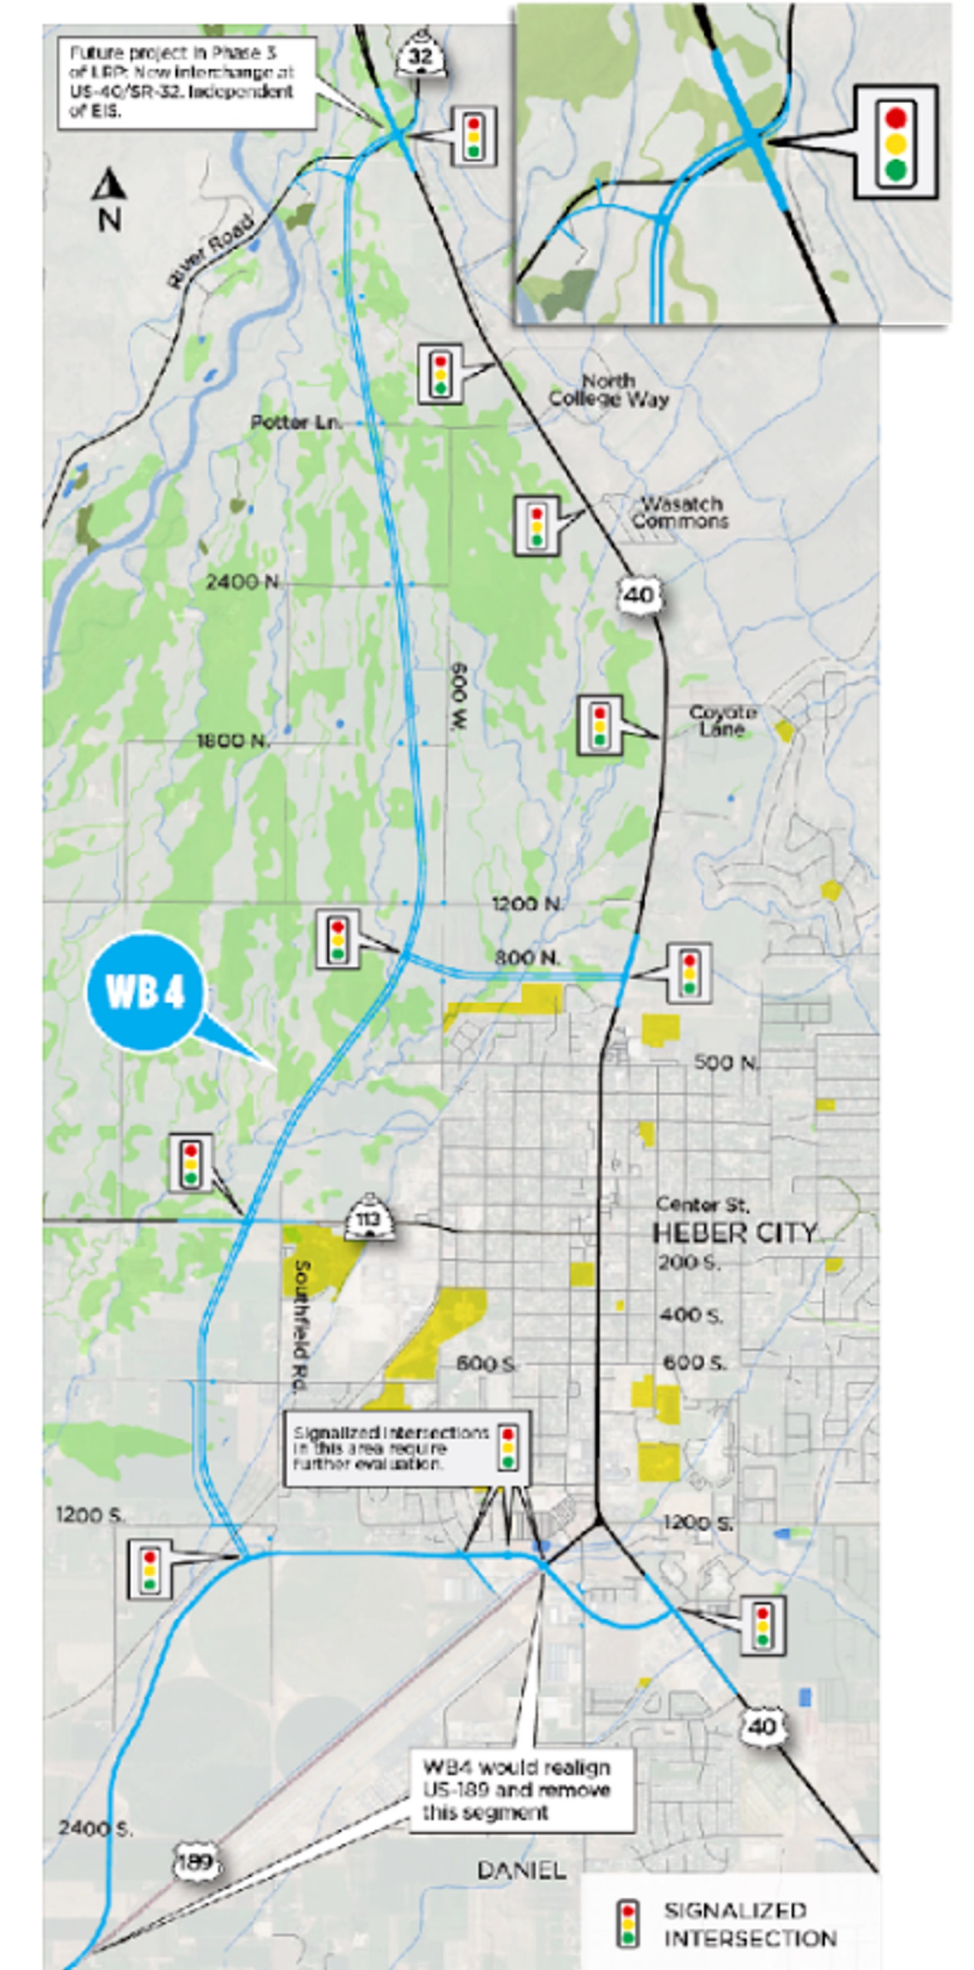 Future project in Phase 3
of LRP: New interchange at
US-40/SR-32. Independent
of EIS.
32
N
River Road
North
College Way
Potter Ln.
Wasatch
Commons
2400 N.
40
600 W.
Coyote
Lane
1800 N.
1200 N.
800 N.
WB4
500 N.
Center St.
113
HEBER CITY
200 S.
Southfield Rd.
400 S.
600 S.
600 S.
Signalized intersections
in this area require
further evaluation.
1200 S.
1200 S.
40
WB4 would realign
US-189 and remove
this segment
2400 S.
189
DANIEL
SIGNALIZED
INTERSECTION